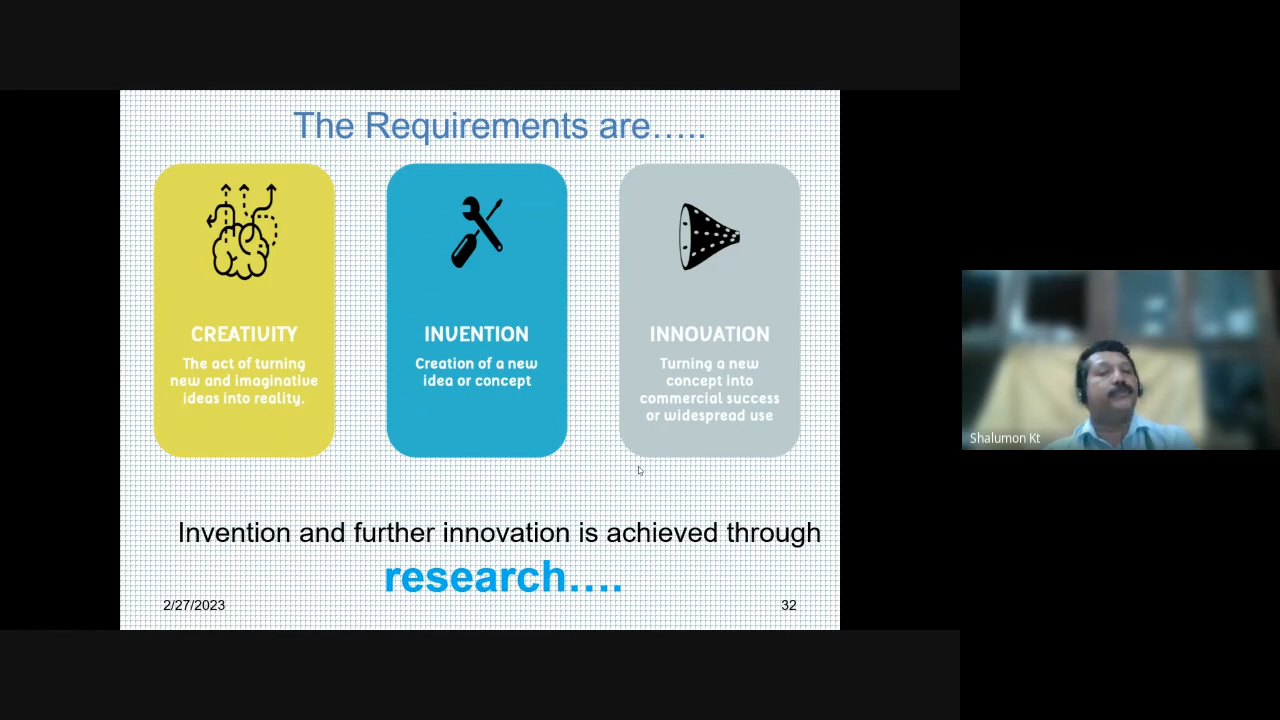 The Requirements are…..
CREATIVITY
The act of turning
new and imaginative
ideas into reality.
INVENTION
Creation of a new
idea or concept
INNOVATION
Turning a new
concept into
commercial success
or widespread use
Invention and further innovation is achieved through
research….
2/27/2023
32
Shalumon Kt